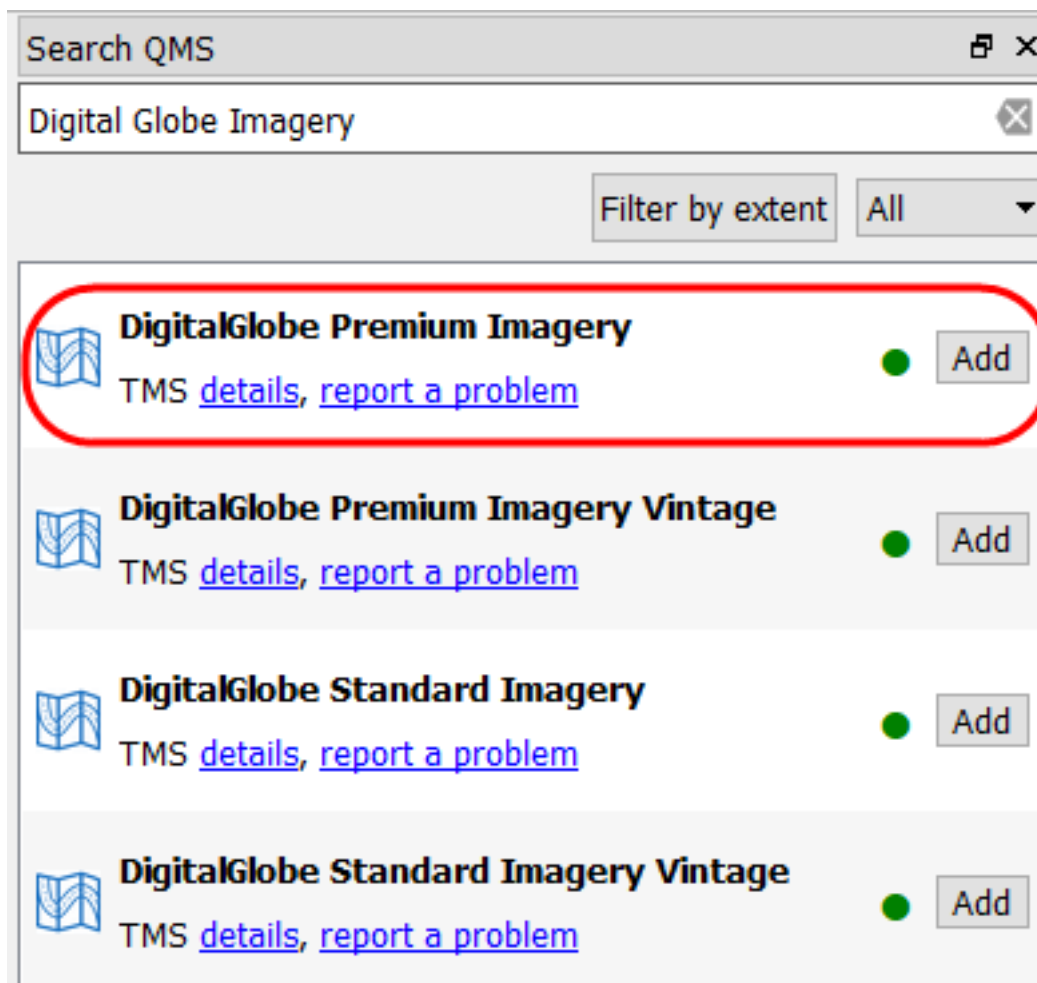 Search QMS
Digital Globe Imagery
Filter by extent All
DigitalGlobe Premium Imagery
TMS details, report a problem
Add
DigitalGlobe Premium Imagery Vintage
TMS details, report a problem
Add
DigitalGlobe Standard Imagery
TMS details, report a problem
Add
DigitalGlobe Standard Imagery Vintage
TMS details, report a problem
Add